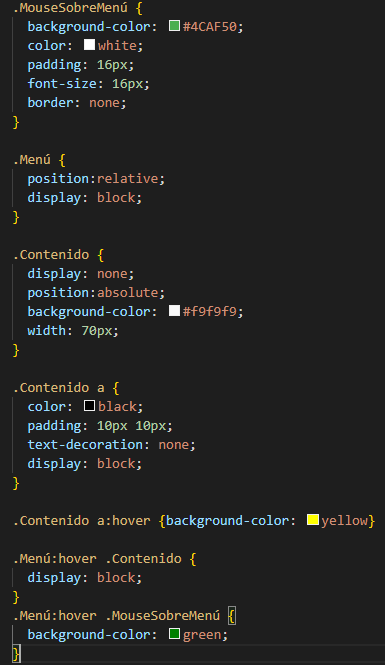 .MouseSobreMenú {
background-color: #4CAF50;
color: white;
padding: 16px;
font-size: 16px;
border: none;
}
.Menú {
position:relative;
display: block;
}
.Contenido {
display: none;
position:absolute;
background-color: #f9f9f9;
width: 70px;
}
.Contenido a {
color: black;
padding: 10px 10px;
text-decoration: none;
display: block;
}
.Contenido a:hover {background-color: yellow}
.Menú:hover .Contenido {
display: block;
}
.Menú:hover .MouseSobreMenú {
background-color: green;
}